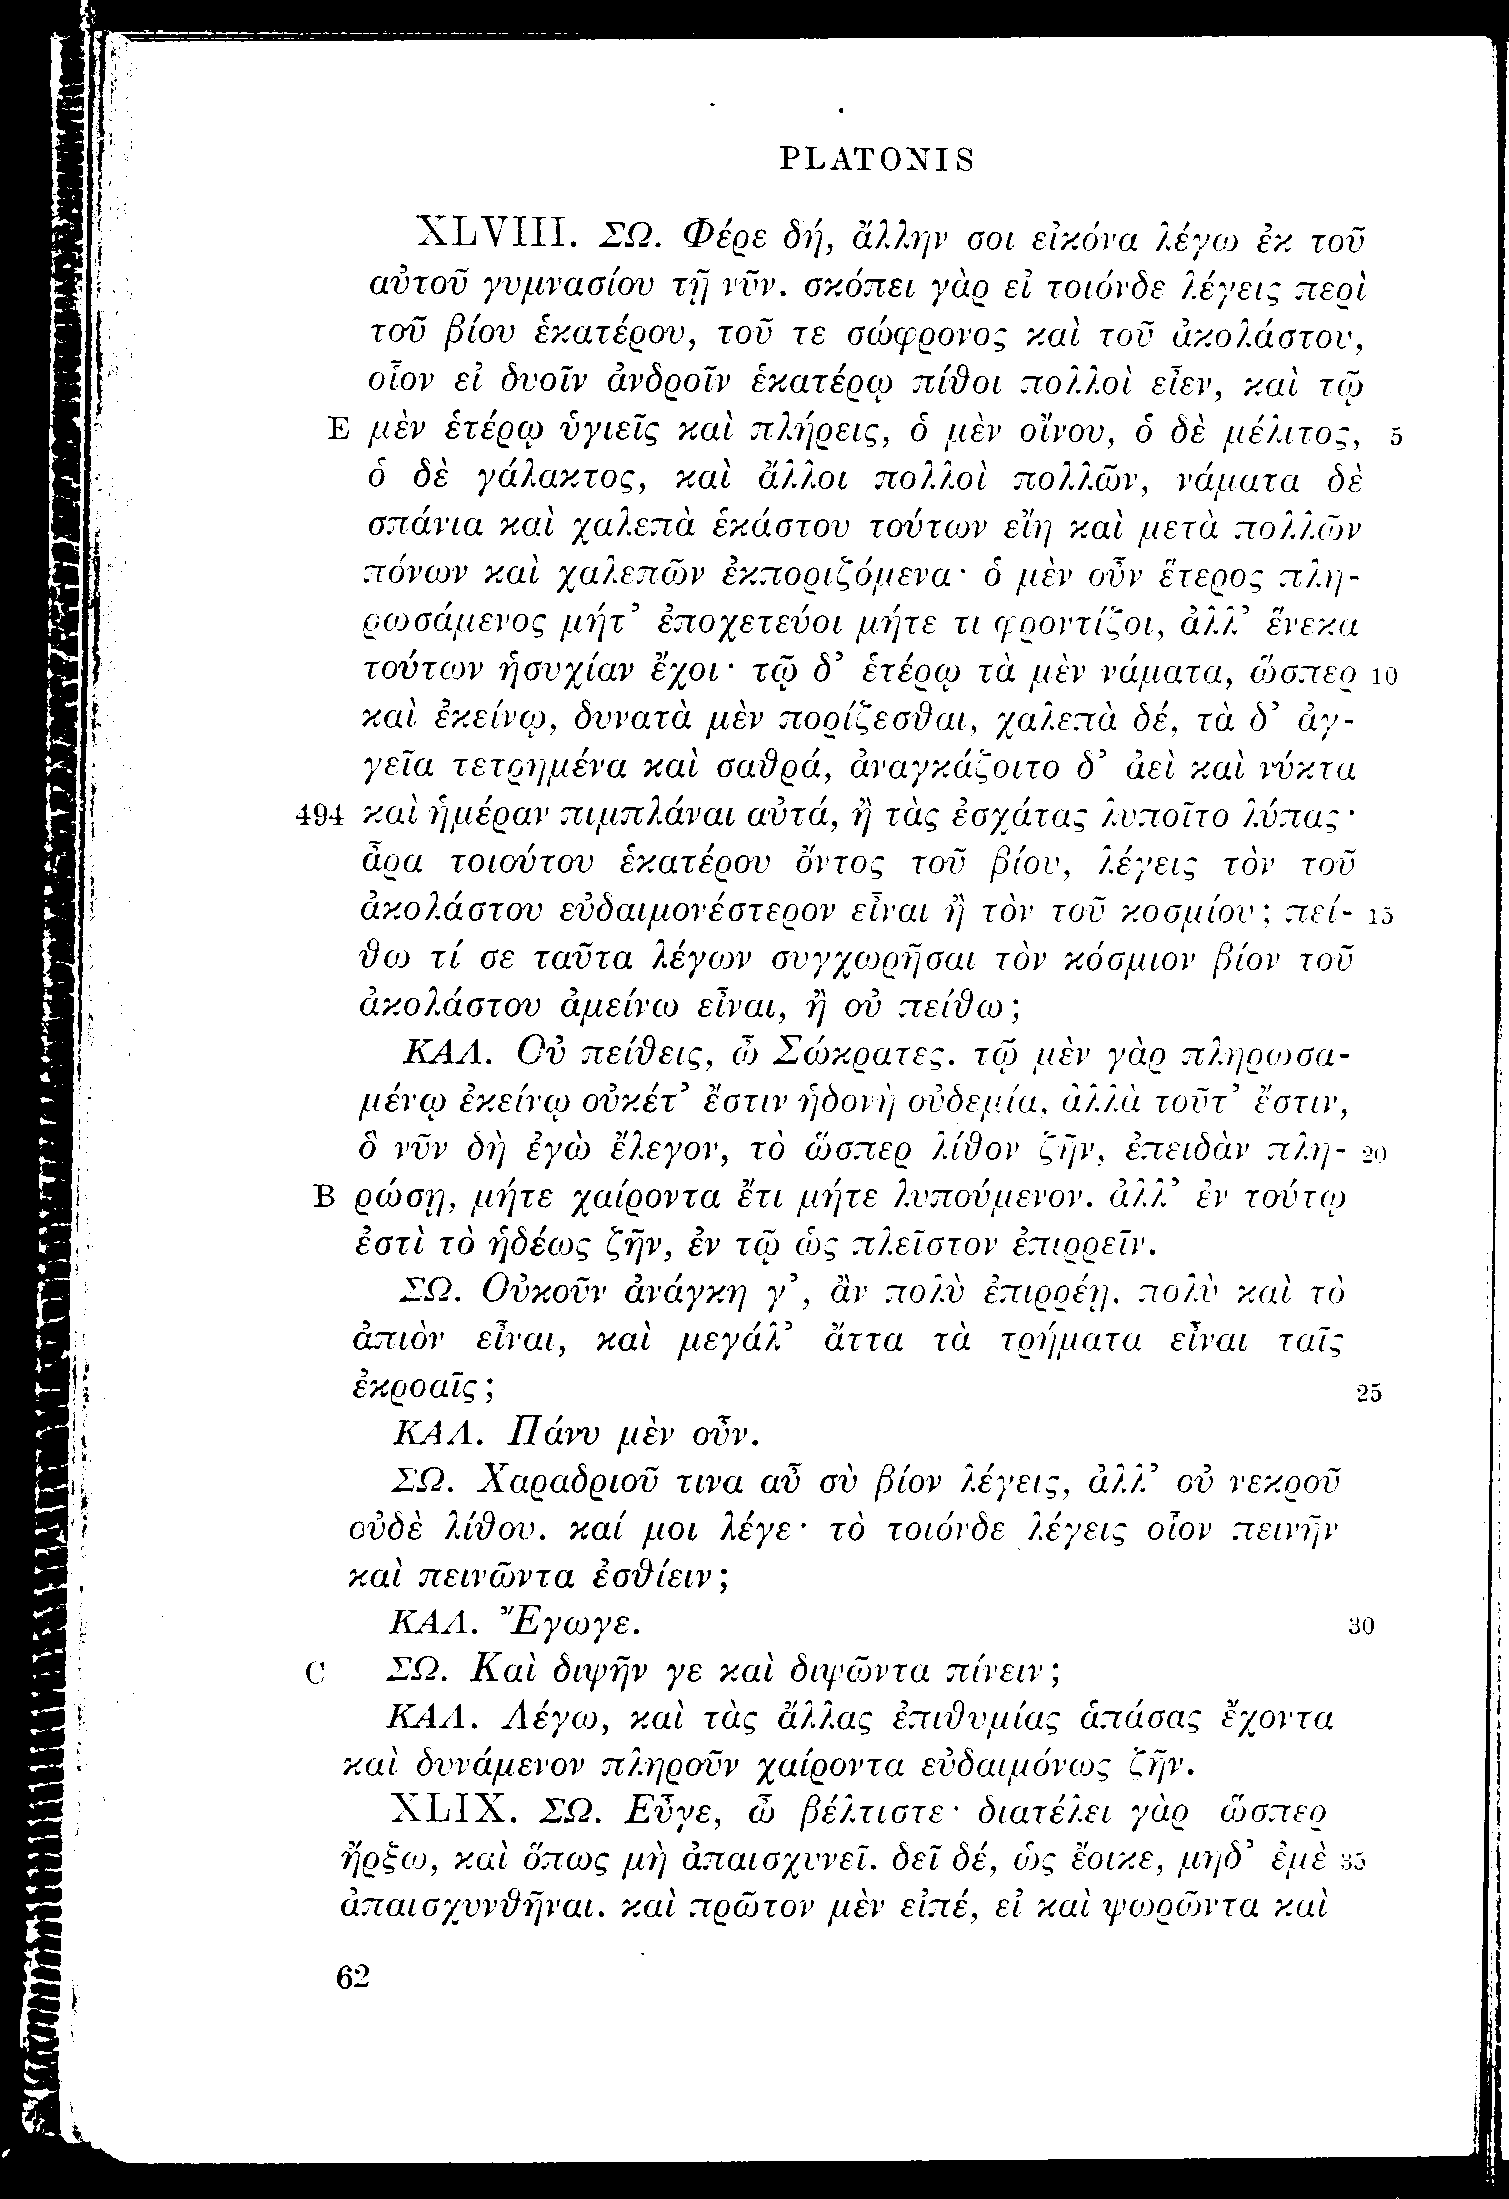 PLATONIS
XLVIII. ΣΩ. Φέρε δή, ἄλλην σοι εἰκόνα λέγω ἐκ τοῦ
αὐτοῦ γυμνασίου τῇ νῦν. σκόπει γὰρ εἰ τοιόνδε λέγεις περὶ
τοῦ βίου ἑκατέρου, τοῦ τε σώφρονος καὶ τοῦ ἀκολάστου,
οἷον εἰ δυοῖν ἀνδροῖν ἑκατέρῳ πίθοι πολλοὶ εἶεν, καὶ τῷ
E μὲν ἑτέρῳ ὑγιεῖς καὶ πλήρεις, ὁ μὲν οἴνου, ὁ δὲ μέλιτος, 5
ὁ δὲ γάλακτος, καὶ ἄλλοι πολλοὶ πολλῶν, νάματα δὲ
σπάνια καὶ χαλεπὰ ἑκάστου τούτων εἴη καὶ μετὰ πολλῶν
πόνων καὶ χαλεπῶν ἐκποριζόμενα· ὁ μὲν οὖν ἕτερος πλη-
ρωσάμενος μήτ’ ἐποχετεύοι μήτε τι φροντίζοι, ἀλλ’ ἕνεκα
τούτων ἡσυχίαν ἔχοι· τῷ δ’ ἑτέρῳ τὰ μὲν νάματα, ὥσπερ 10
καὶ ἐκείνῳ, δυνατὰ μὲν πορίζεσθαι, χαλεπὰ δέ, τὰ δ’ ἀγ-
γεῖα τετρημένα καὶ σαθρά, ἀναγκάζοιτο δ’ ἀεὶ καὶ νύκτα
494 καὶ ἡμέραν πιμπλάναι αὐτά, ἢ τὰς ἐσχάτας λυποῖτο λύπας·
ἆρα τοιούτου ἑκατέρου ὄντος τοῦ βίου, λέγεις τὸν τοῦ
ἀκολάστου εὐδαιμονέστερον εἶναι ἢ τὸν τοῦ κοσμίου; πεί- 15
θω τί σε ταῦτα λέγων συγχωρῆσαι τὸν κόσμιον βίον τοῦ
ἀκολάστου ἀμείνω εἶναι, ἢ οὐ πείθω;
ΚΑΛ. Οὐ πείθεις, ὦ Σώκρατες. τῷ μὲν γὰρ πληρωσα-
μένῳ ἐκείνῳ οὐκέτ’ ἔστιν ἡδονὴ οὐδεμία, ἀλλὰ τοῦτ’ ἔστιν,
ὃ νῦν δὴ ἐγὼ ἔλεγον, τὸ ὥσπερ λίθον ζῆν, ἐπειδὰν πλη- 20
B ρώσῃ, μήτε χαίροντα ἔτι μήτε λυπούμενον. ἀλλ’ ἐν τούτῳ
ἐστὶ τὸ ἡδέως ζῆν, ἐν τῷ ὡς πλεῖστον ἐπιρρεῖν.
ΣΩ. Οὐκοῦν ἀνάγκη γ’, ἂν πολὺ ἐπιρρέῃ, πολὺ καὶ τὸ
ἀπιὸν εἶναι, καὶ μεγάλ’ ἄττα τὰ τρήματα εἶναι ταῖς
ἐκροαῖς; 25
ΚΑΛ. Πάνυ μὲν οὖν.
ΣΩ. Χαραδριοῦ τινα αὖ σὺ βίον λέγεις, ἀλλ’ οὐ νεκροῦ
οὐδὲ λίθου. καί μοι λέγε· τὸ τοιόνδε λέγεις οἷον πεινῆν
καὶ πεινῶντα ἐσθίειν;
ΚΑΛ. Ἔγωγε. 30
C ΣΩ. Καὶ διψῆν γε καὶ διψῶντα πίνειν;
ΚΑΛ. Λέγω, καὶ τὰς ἄλλας ἐπιθυμίας ἁπάσας ἔχοντα
καὶ δυνάμενον πληροῦν χαίροντα εὐδαιμόνως ζῆν.
XLIX. ΣΩ. Εὖγε, ὦ βέλτιστε· διατέλει γὰρ ὥσπερ
ἤρξω, καὶ ὅπως μὴ ἀπαισχυνεῖ. δεῖ δέ, ὡς ἔοικε, μηδ’ ἐμὲ 35
ἀπαισχυνθῆναι. καὶ πρῶτον μὲν εἰπέ, εἰ καὶ ψωρῶντα καὶ
62